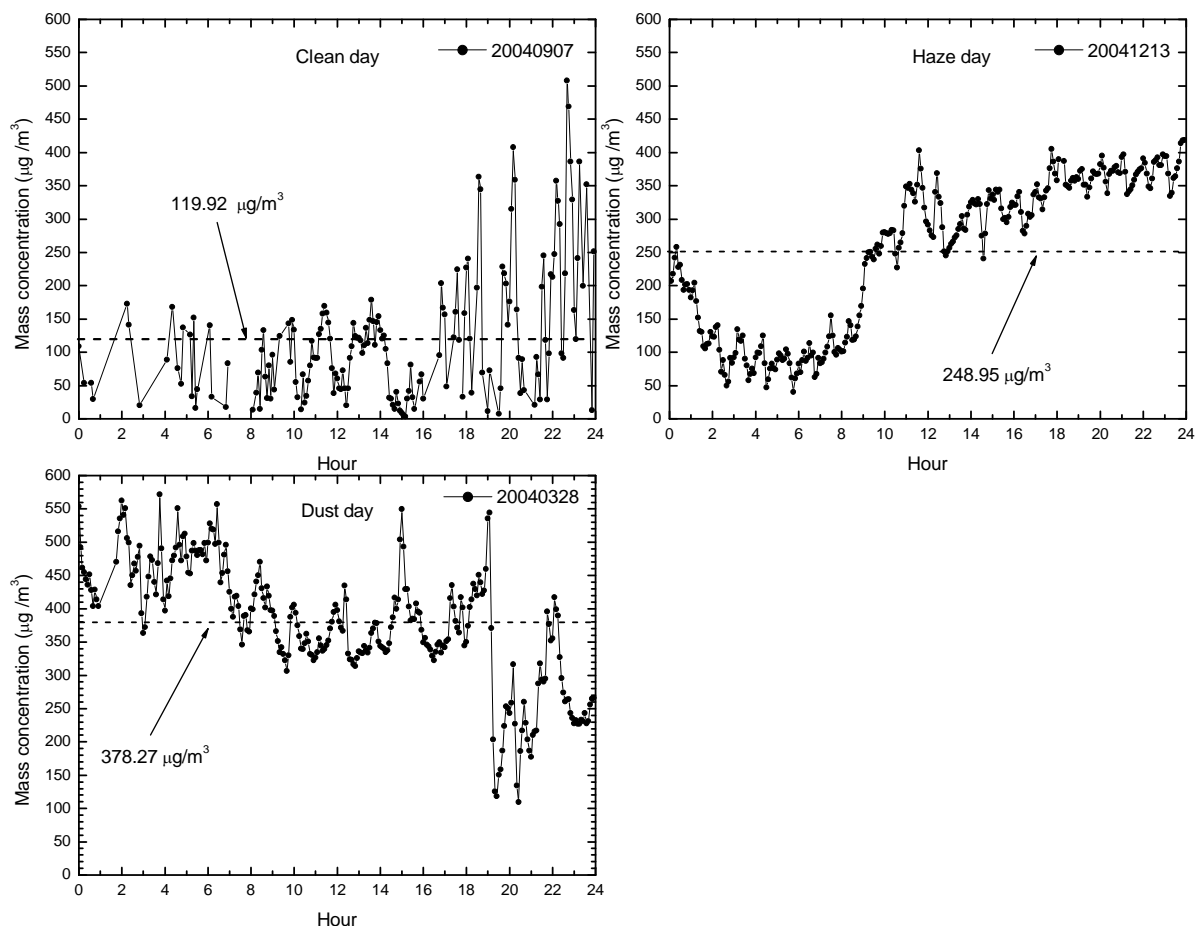 Clean day
20040907
119.92 μg/m³
Mass concentration (μg /m³)
600
550
500
450
400
350
300
250
200
150
100
50
0
0 2 4 6 8 10 12 14 16 18 20 22 24
Hour
Haze day
20041213
248.95 μg/m³
Mass concentration (μg /m³)
600
550
500
450
400
350
300
250
200
150
100
50
0
0 2 4 6 8 10 12 14 16 18 20 22 24
Hour
Dust day
20040328
378.27 μg/m³
Mass concentration (μg /m³)
600
550
500
450
400
350
300
250
200
150
100
50
0
0 2 4 6 8 10 12 14 16 18 20 22 24
Hour